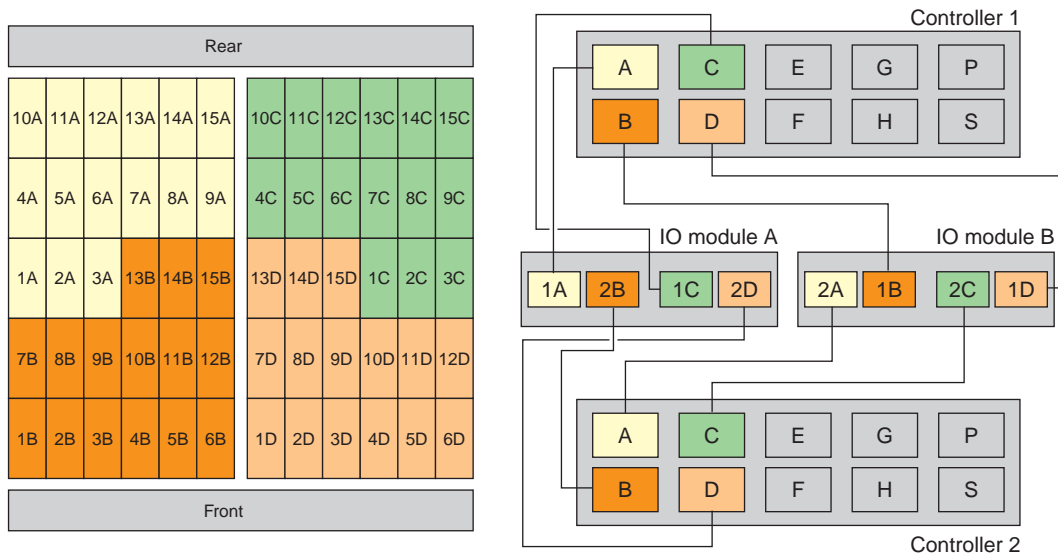 Rear
10A 11A 12A 13A 14A 15A
4A 5A 6A 7A 8A 9A
1A 2A 3A 13B 14B 15B
7B 8B 9B 10B 11B 12B
1B 2B 3B 4B 5B 6B
10C 11C 12C 13C 14C 15C
4C 5C 6C 7C 8C 9C
13D 14D 15D 1C 2C 3C
7D 8D 9D 10D 11D 12D
1D 2D 3D 4D 5D 6D
Front
Controller 1
A C E G P
B D F H S
IO module A
1A 2B 1C 2D
IO module B
2A 1B 2C 1D
A C E G P
B D F H S
Controller 2